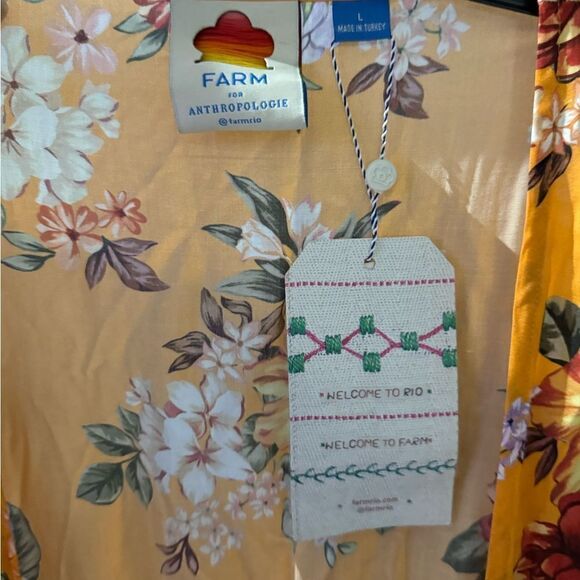 FARM
FOR
ANTHROPOLOGIE
@farmrio
L
MADE IN TURKEY
WELCOME TO RIO
WELCOME TO FARM
farmrio.com
@farmrio